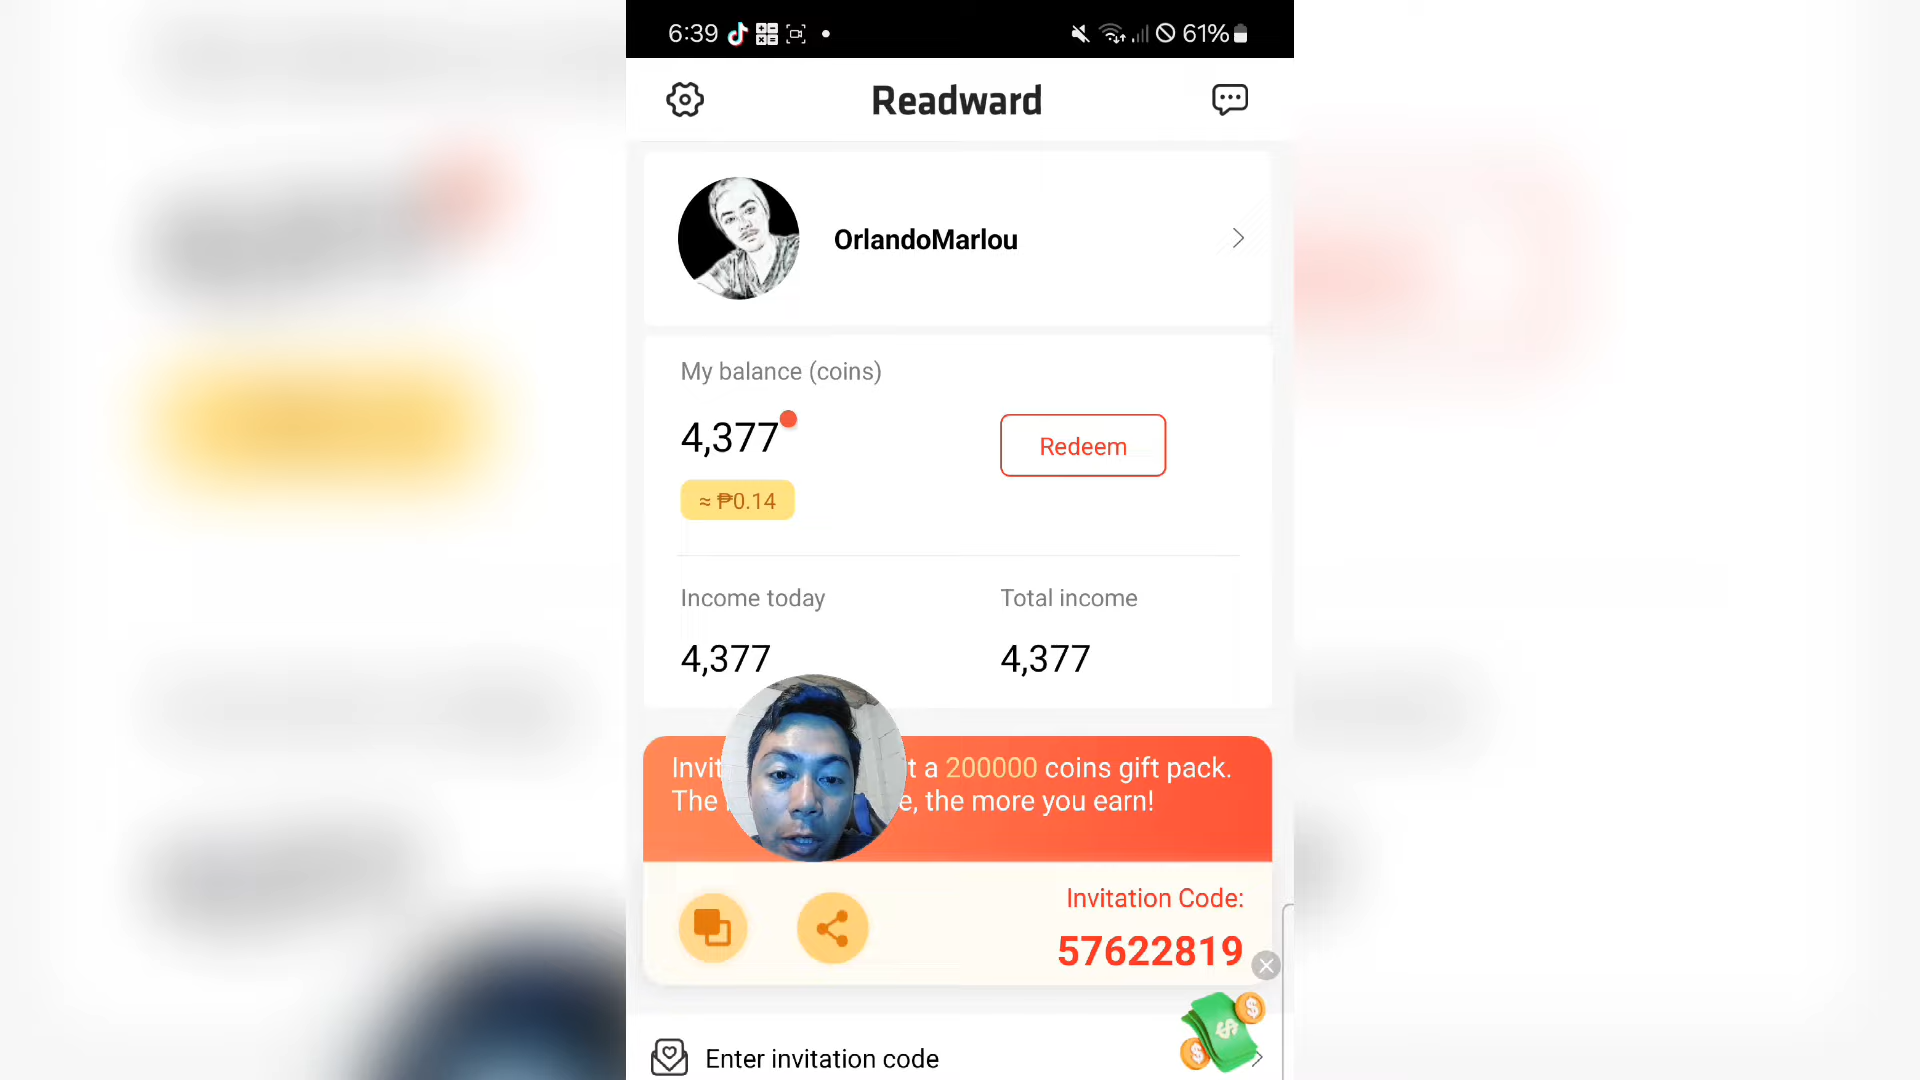 6:39 61%
Readward
OrlandoMarlou
My balance (coins)
4,377
Redeem
≈ ₱0.14
Income today Total income
4,377 4,377
Invit t a 200000 coins gift pack.
The e, the more you earn!
Invitation Code:
57622819
Enter invitation code